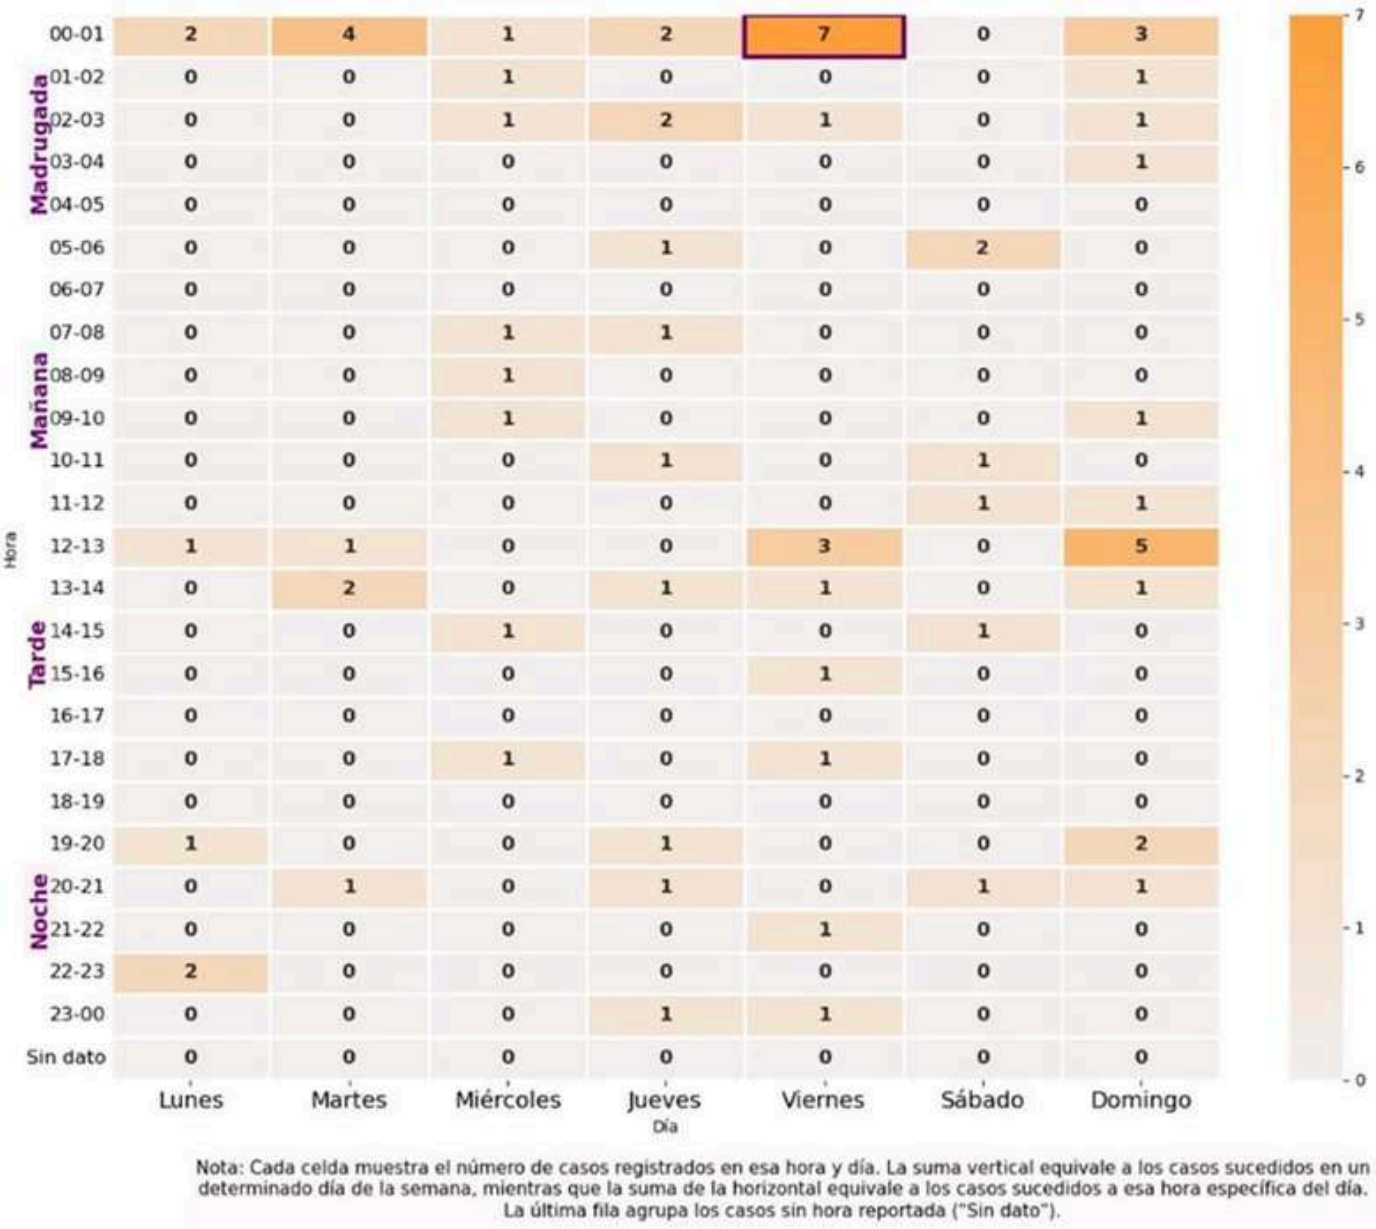 00-01 2 4 1 2 7 0 3
01-02 0 0 1 0 0 0 1
02-03 0 0 1 2 1 0 1
03-04 0 0 0 0 0 0 1
04-05 0 0 0 0 0 0 0
Madrugada
05-06 0 0 0 1 0 2 0
06-07 0 0 0 0 0 0 0
07-08 0 0 1 1 0 0 0
08-09 0 0 1 0 0 0 0
09-10 0 0 1 0 0 0 1
Mañana
10-11 0 0 0 1 0 1 0
11-12 0 0 0 0 0 1 1
Hora
12-13 1 1 0 0 3 0 5
13-14 0 2 0 1 1 0 1
14-15 0 0 1 0 0 1 0
15-16 0 0 0 0 1 0 0
Tarde
16-17 0 0 0 0 0 0 0
17-18 0 0 1 0 1 0 0
18-19 0 0 0 0 0 0 0
19-20 1 0 0 1 0 0 2
20-21 0 1 0 1 0 1 1
21-22 0 0 0 0 1 0 0
Noche
22-23 2 0 0 0 0 0 0
23-00 0 0 0 1 1 0 0
Sin dato 0 0 0 0 0 0 0
Lunes Martes Miércoles Jueves Viernes Sábado Domingo
Día
7
6
5
4
3
2
1
0
Nota: Cada celda muestra el número de casos registrados en esa hora y día. La suma vertical equivale a los casos sucedidos en un
determinado día de la semana, mientras que la suma de la horizontal equivale a los casos sucedidos a esa hora específica del día.
La última fila agrupa los casos sin hora reportada ("Sin dato").